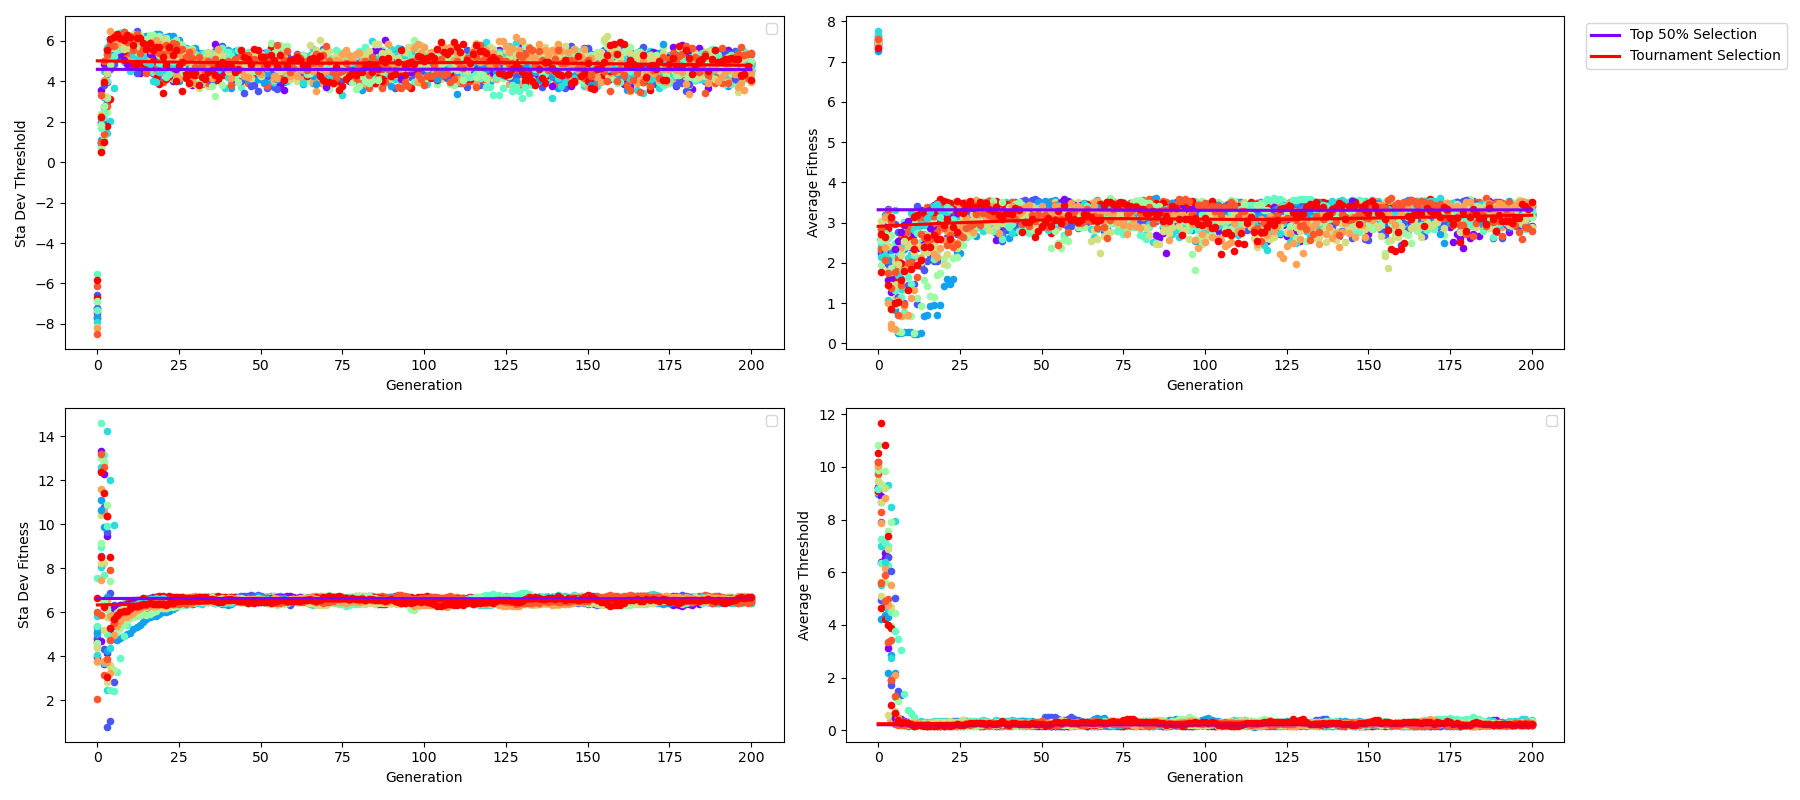 6
4
2
0
−2
−4
−6
−8
Sta Dev Threshold
0 25 50 75 100 125 150 175 200
Generation
8
7
6
5
4
3
2
1
0
Average Fitness
0 25 50 75 100 125 150 175 200
Generation
Top 50% Selection
Tournament Selection
14
12
10
8
6
4
2
Sta Dev Fitness
0 25 50 75 100 125 150 175 200
Generation
12
10
8
6
4
2
0
Average Threshold
0 25 50 75 100 125 150 175 200
Generation